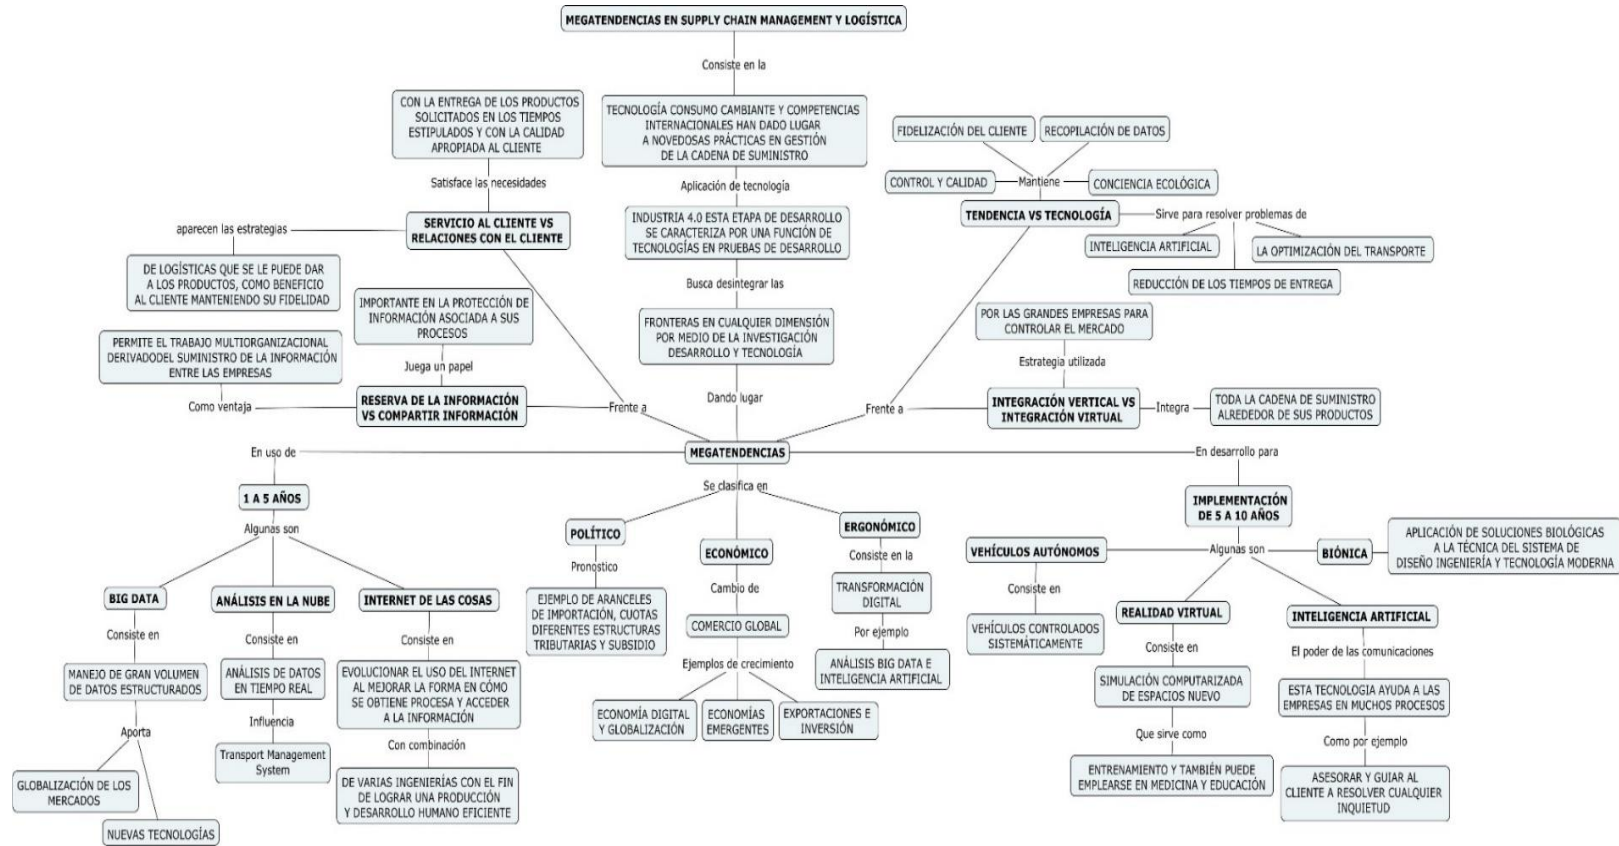 MEGATENDENCIAS EN SUPPLY CHAIN MANAGEMENT Y LOGÍSTICA
Consiste en la
TECNOLOGÍA CONSUMO CAMBIANTE Y COMPETENCIAS
INTERNACIONALES HAN DADO LUGAR
A NOVEDOSAS PRÁCTICAS EN GESTIÓN
DE LA CADENA DE SUMINISTRO
Aplicación de tecnología
INDUSTRIA 4.0 ESTA ETAPA DE DESARROLLO
SE CARACTERIZA POR UNA FUNCIÓN DE
TECNOLOGÍAS EN PRUEBAS DE DESARROLLO
Busca desintegrar las
FRONTERAS EN CUALQUIER DIMENSIÓN
POR MEDIO DE LA INVESTIGACIÓN
DESARROLLO Y TECNOLOGÍA
Dando lugar
MEGATENDENCIAS
CON LA ENTREGA DE LOS PRODUCTOS
SOLICITADOS EN LOS TIEMPOS
ESTIPULADOS Y CON LA CALIDAD
APROPIADA AL CLIENTE
Satisface las necesidades
SERVICIO AL CLIENTE VS
RELACIONES CON EL CLIENTE
aparecen las estrategias
DE LOGÍSTICAS QUE SE LE PUEDE DAR
A LOS PRODUCTOS, COMO BENEFICIO
AL CLIENTE MANTENIENDO SU FIDELIDAD
IMPORTANTE EN LA PROTECCIÓN DE
INFORMACIÓN ASOCIADA A SUS
PROCESOS
Juega un papel
PERMITE EL TRABAJO MULTIORGANIZACIONAL
DERIVADODEL SUMINISTRO DE LA INFORMACIÓN
ENTRE LAS EMPRESAS
Como ventaja
RESERVA DE LA INFORMACIÓN
VS COMPARTIR INFORMACIÓN
Frente a
FIDELIZACIÓN DEL CLIENTE
RECOPILACIÓN DE DATOS
CONTROL Y CALIDAD
Mantiene
CONCIENCIA ECOLÓGICA
TENDENCIA VS TECNOLOGÍA
Sirve para resolver problemas de
INTELIGENCIA ARTIFICIAL
LA OPTIMIZACIÓN DEL TRANSPORTE
REDUCCIÓN DE LOS TIEMPOS DE ENTREGA
POR LAS GRANDES EMPRESAS PARA
CONTROLAR EL MERCADO
Estrategia utilizada
Frente a
INTEGRACIÓN VERTICAL VS
INTEGRACIÓN VIRTUAL
Integra
TODA LA CADENA DE SUMINISTRO
ALREDEDOR DE SUS PRODUCTOS
En uso de
1 A 5 AÑOS
Algunas son
BIG DATA
Consiste en
MANEJO DE GRAN VOLUMEN
DE DATOS ESTRUCTURADOS
Aporta
GLOBALIZACIÓN DE LOS
MERCADOS
NUEVAS TECNOLOGÍAS
ANÁLISIS EN LA NUBE
Consiste en
ANÁLISIS DE DATOS
EN TIEMPO REAL
Influencia
Transport Management
System
INTERNET DE LAS COSAS
Consiste en
EVOLUCIONAR EL USO DEL INTERNET
AL MEJORAR LA FORMA EN CÓMO
SE OBTIENE PROCESA Y ACCEDER
A LA INFORMACIÓN
Con combinación
DE VARIAS INGENIERÍAS CON EL FIN
DE LOGRAR UNA PRODUCCIÓN
Y DESARROLLO HUMANO EFICIENTE
Se clasifica en
POLÍTICO
Pronostico
EJEMPLO DE ARANCELES
DE IMPORTACIÓN, CUOTAS
DIFERENTES ESTRUCTURAS
TRIBUTARIAS Y SUBSIDIO
ECONÓMICO
Cambio de
COMERCIO GLOBAL
Ejemplos de crecimiento
ECONOMÍA DIGITAL
Y GLOBALIZACIÓN
ECONOMÍAS
EMERGENTES
EXPORTACIONES E
INVERSIÓN
ERGONÓMICO
Consiste en la
TRANSFORMACIÓN
DIGITAL
Por ejemplo
ANÁLISIS BIG DATA E
INTELIGENCIA ARTIFICIAL
En desarrollo para
IMPLEMENTACIÓN
DE 5 A 10 AÑOS
Algunas son
VEHÍCULOS AUTÓNOMOS
Consiste en
VEHÍCULOS CONTROLADOS
SISTEMÁTICAMENTE
BIÓNICA
APLICACIÓN DE SOLUCIONES BIOLÓGICAS
A LA TÉCNICA DEL SISTEMA DE
DISEÑO INGENIERÍA Y TECNOLOGÍA MODERNA
REALIDAD VIRTUAL
Consiste en
SIMULACIÓN COMPUTARIZADA
DE ESPACIOS NUEVO
Que sirve como
ENTRENAMIENTO Y TAMBIÉN PUEDE
EMPLEARSE EN MEDICINA Y EDUCACIÓN
INTELIGENCIA ARTIFICIAL
El poder de las comunicaciones
ESTA TECNOLOGIA AYUDA A LAS
EMPRESAS EN MUCHOS PROCESOS
Como por ejemplo
ASESORAR Y GUIAR AL
CLIENTE A RESOLVER CUALQUIER
INQUIETUD